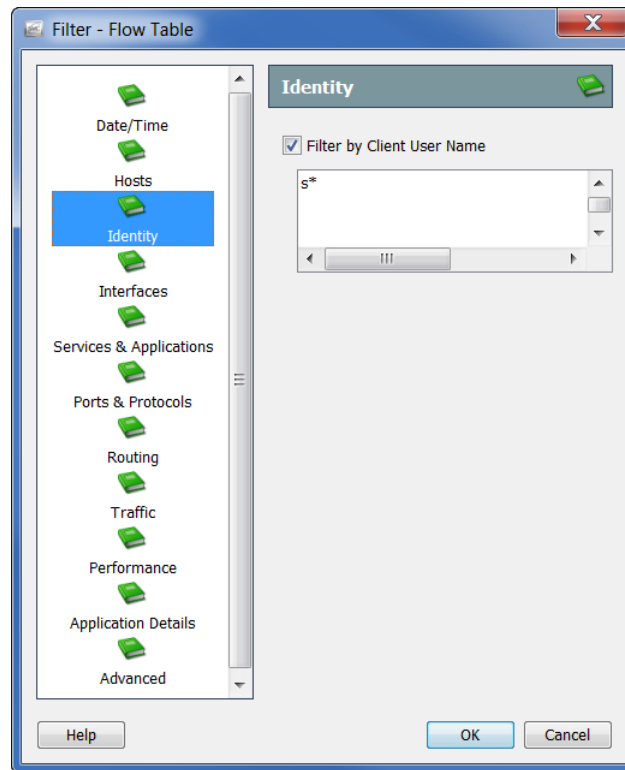 Filter - Flow Table
Date/Time
Hosts
Identity
Interfaces
Services & Applications
Ports & Protocols
Routing
Traffic
Performance
Application Details
Advanced
Identity
Filter by Client User Name
s*
Help
OK
Cancel